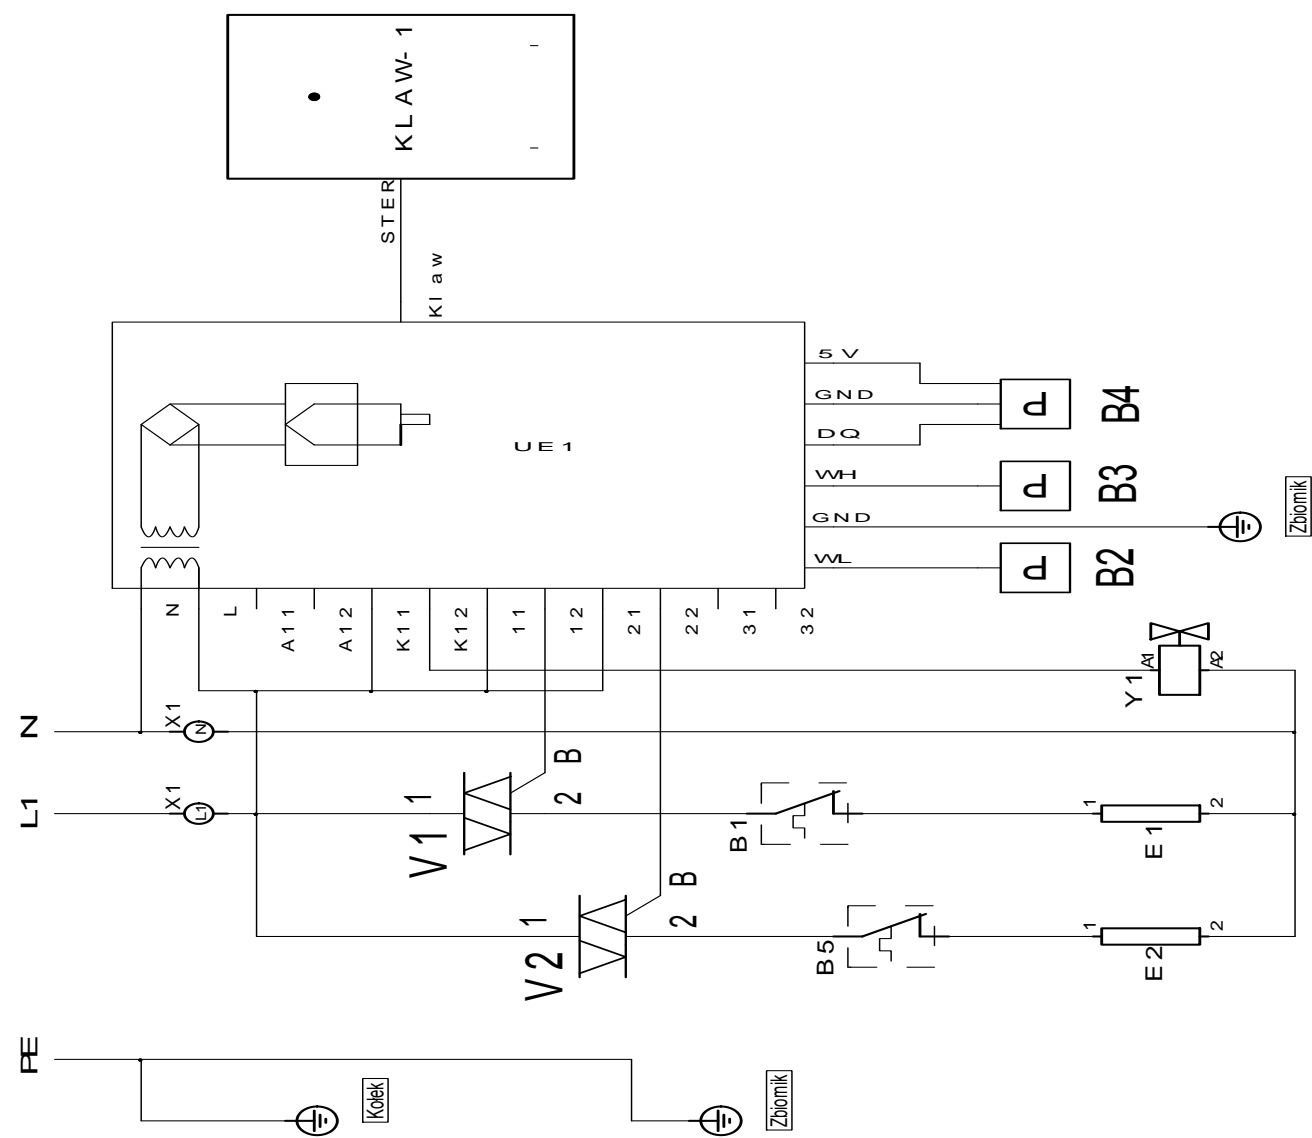 KLAW-1
STER
Klaw
UE1
5V
GND
DQ
WH
GND
WL
P
B4
P
B3
P
B2
Zbiornik
N
L
A11
A12
K11
K12
11
12
21
22
31
32
A1
A2
Y1
N
X1
N
L1
X1
L1
1
V1
B
2
B1
1
E1
2
1
V2
B
2
B5
1
E2
2
PE
Kołek
Zbiornik